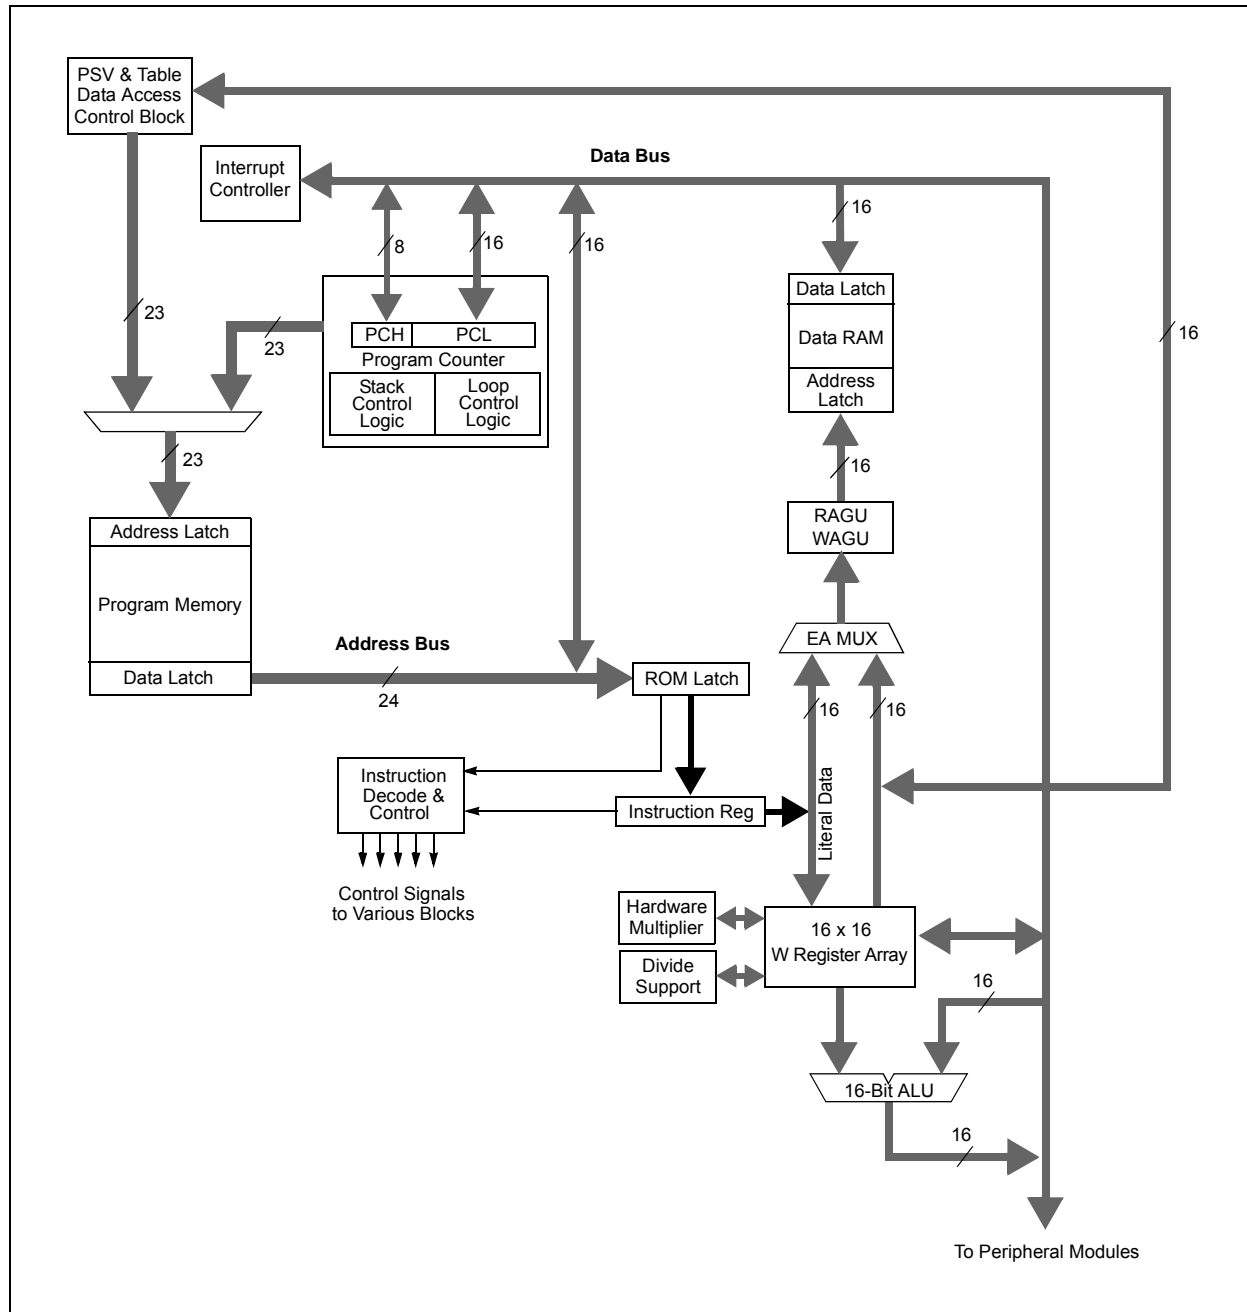 PSV & Table
Data Access
Control Block
Data Bus
Interrupt
Controller
16
8
16
16
23
23
16
PCH
PCL
Program Counter
Stack
Control
Logic
Loop
Control
Logic
Data Latch
Data RAM
Address
Latch
23
16
Address Latch
Program Memory
Data Latch
RAGU
WAGU
EA MUX
Address Bus
24
ROM Latch
16
16
Instruction
Decode &
Control
Instruction Reg
Literal Data
Control Signals
to Various Blocks
Hardware
Multiplier
16 x 16
W Register Array
Divide
Support
16
16-Bit ALU
16
To Peripheral Modules